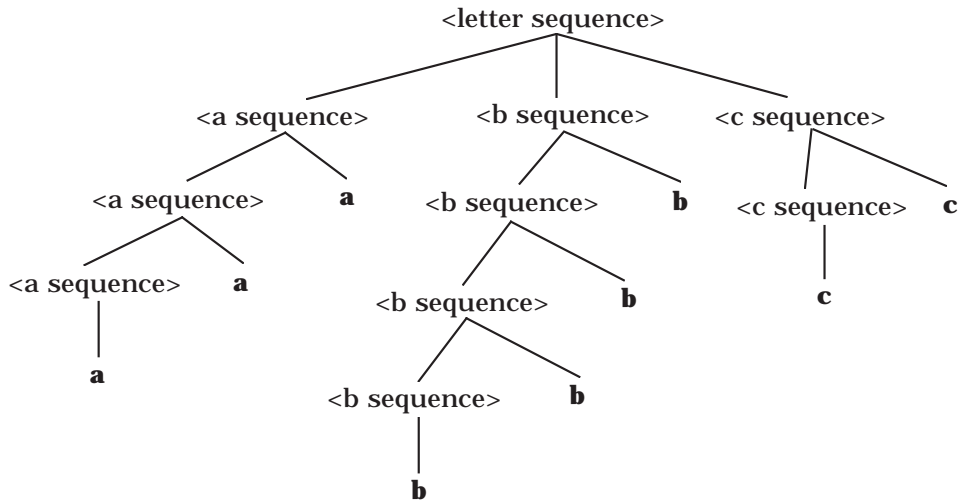 <letter sequence>
<a sequence> <b sequence> <c sequence>
<a sequence> a <b sequence> b <c sequence> c
<a sequence> a <b sequence> b c
a <b sequence> b
b